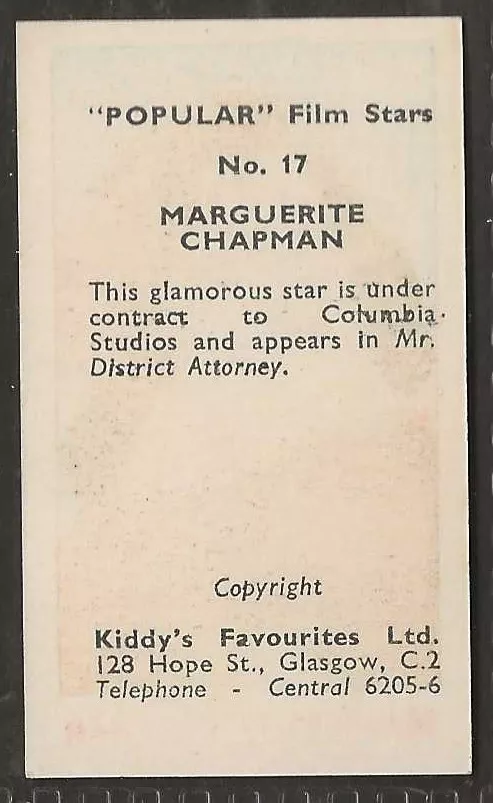 "POPULAR" Film Stars
No. 17
MARGUERITE
CHAPMAN
This glamorous star is under
contract to Columbia
Studios and appears in Mr.
District Attorney.
Copyright
Kiddy's Favourites Ltd.
128 Hope St., Glasgow, C.2
Telephone - Central 6205-6